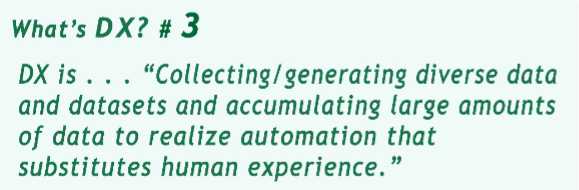 What's DX? # 3
DX is . . . “Collecting/generating diverse data
and datasets and accumulating large amounts
of data to realize automation that
substitutes human experience.”